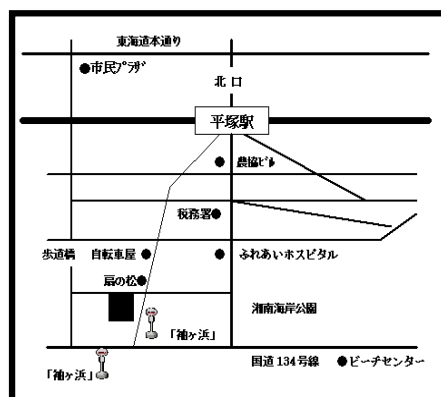 東海道本通り
●市民ﾌﾟﾗｻﾞ
北口
平塚駅
●農協ﾋﾞﾙ
税務署●
歩道橋 自転車屋● ●ふれあいホスピタル
扇の松●
湘南海岸公園
「袖ヶ浜」
国道134号線 ●ビーチセンター
「袖ヶ浜」